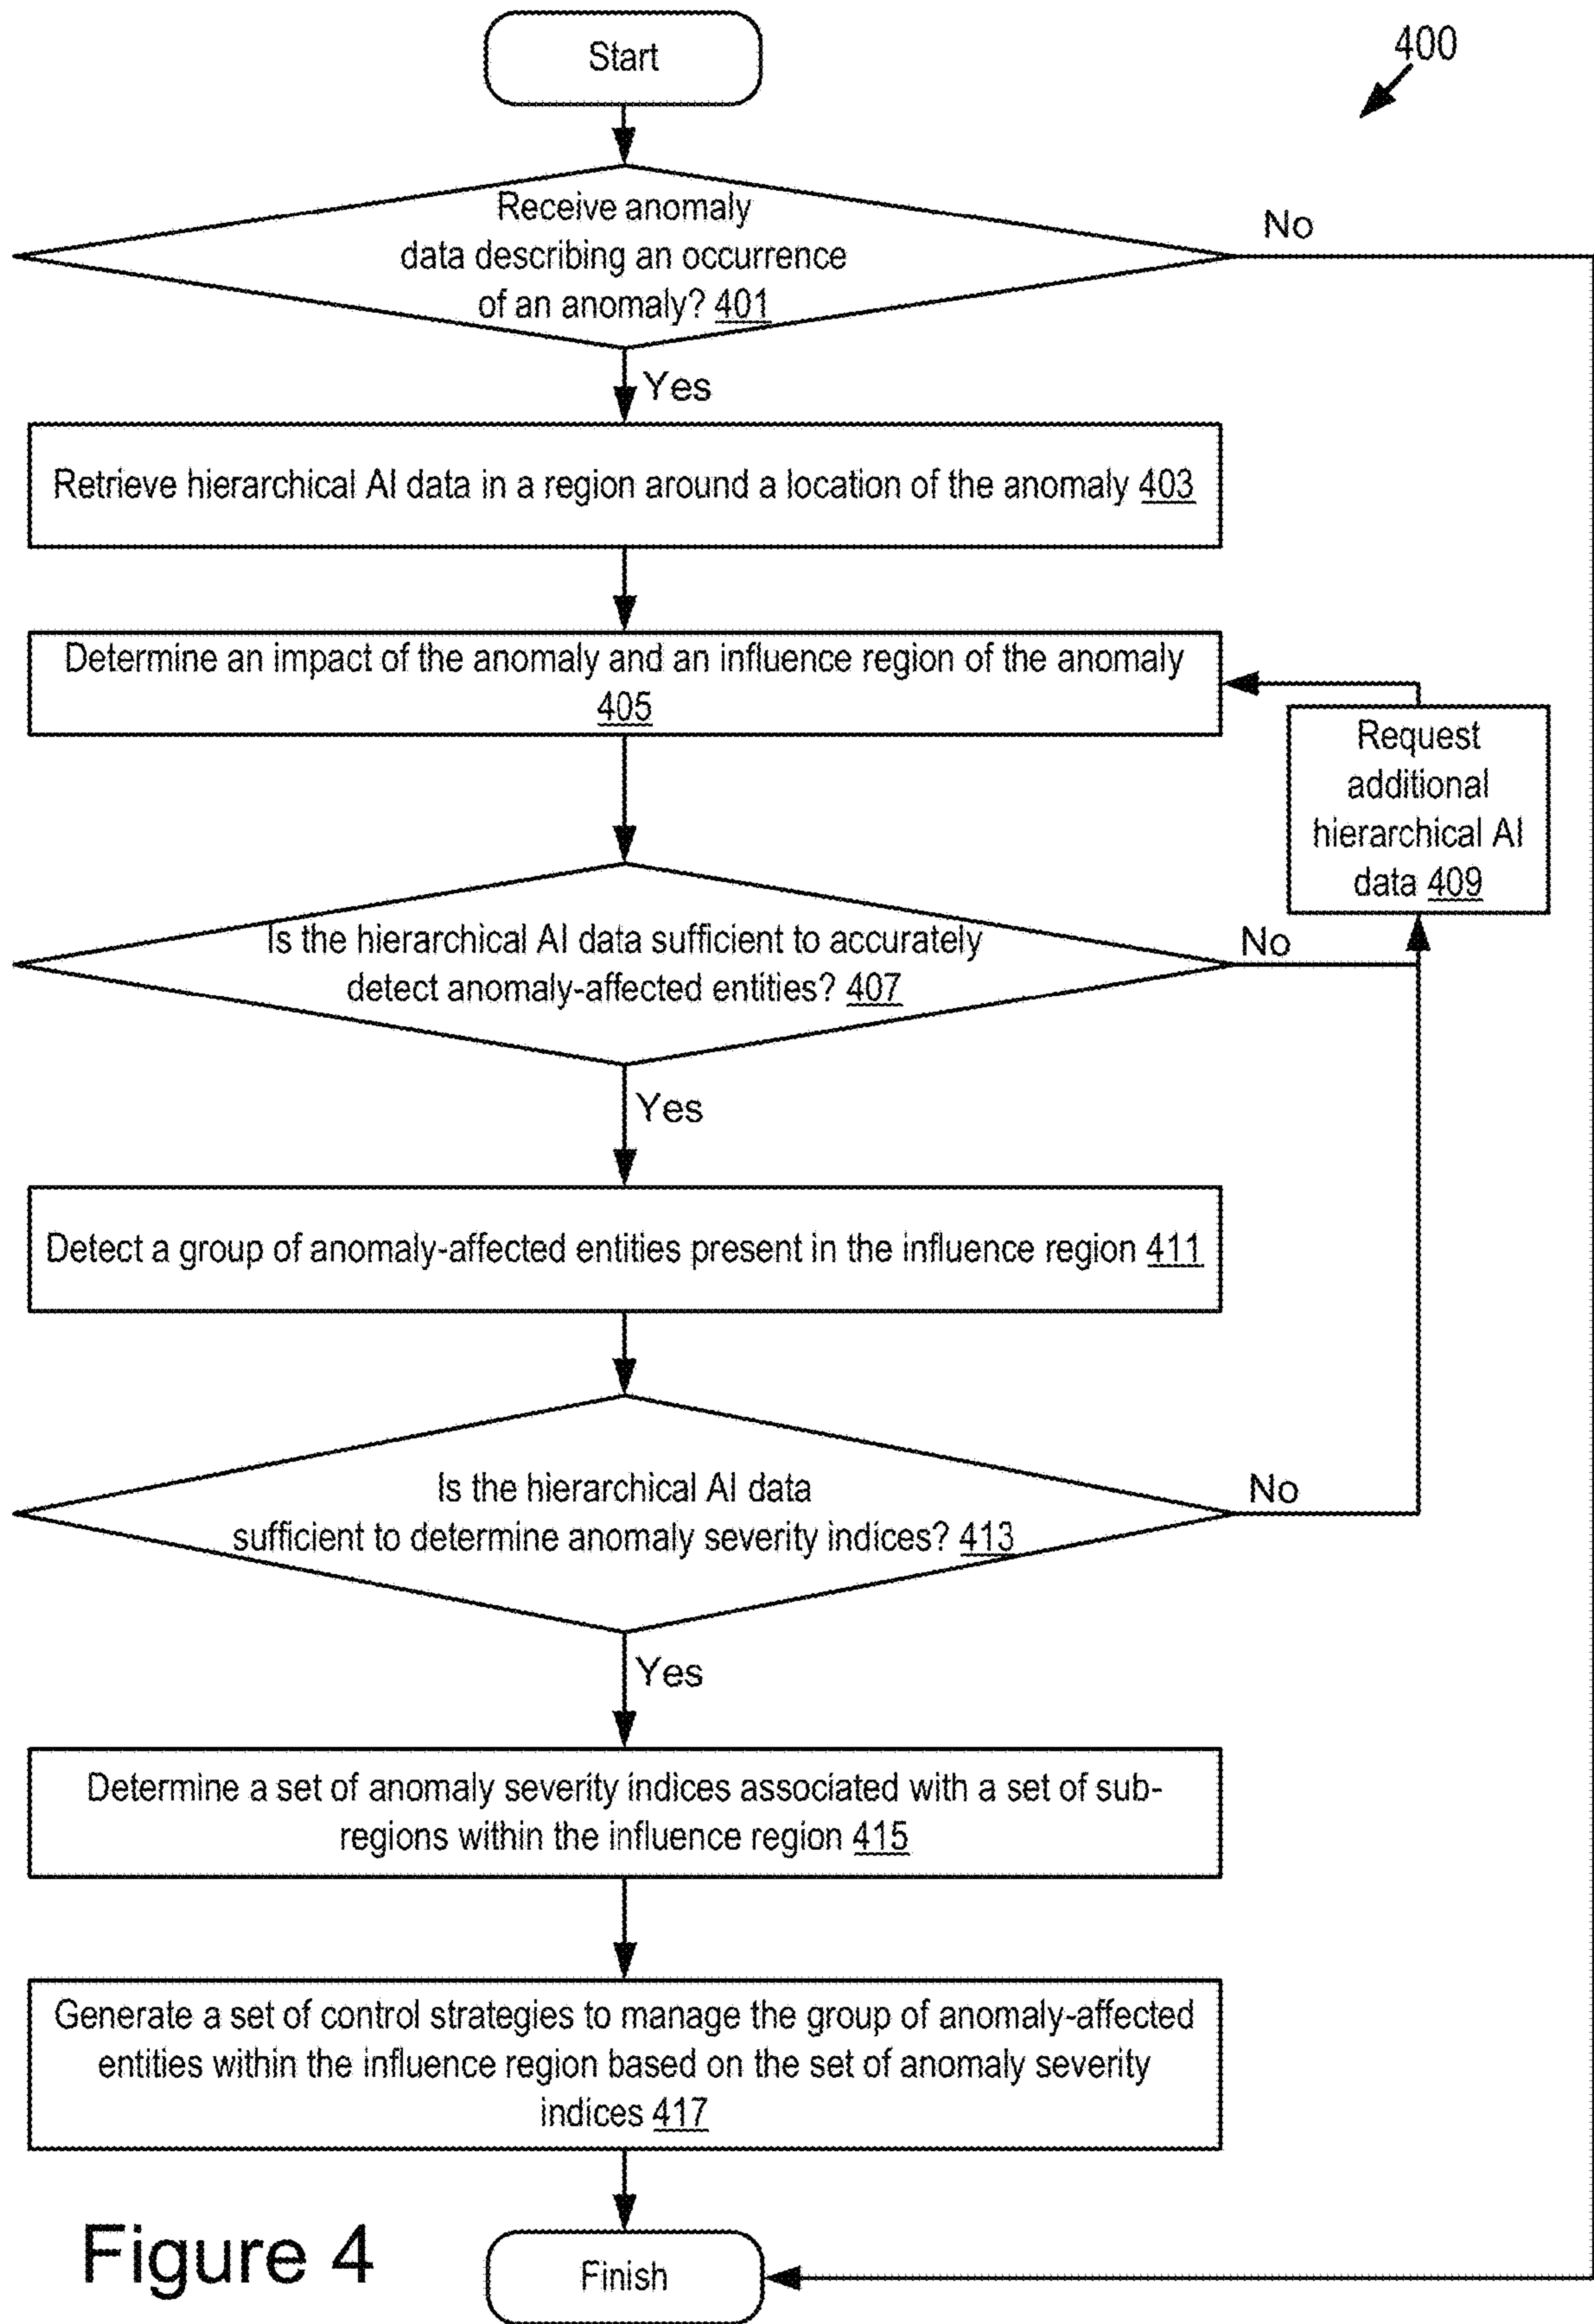 Start
400
Receive anomaly
data describing an occurrence
of an anomaly? 401
No
Yes
Retrieve hierarchical AI data in a region around a location of the anomaly 403
Determine an impact of the anomaly and an influence region of the anomaly
405
Request
additional
hierarchical AI
data 409
Is the hierarchical AI data sufficient to accurately
detect anomaly-affected entities? 407
No
Yes
Detect a group of anomaly-affected entities present in the influence region 411
Is the hierarchical AI data
sufficient to determine anomaly severity indices? 413
No
Yes
Determine a set of anomaly severity indices associated with a set of sub-
regions within the influence region 415
Generate a set of control strategies to manage the group of anomaly-affected
entities within the influence region based on the set of anomaly severity
indices 417
Figure 4
Finish